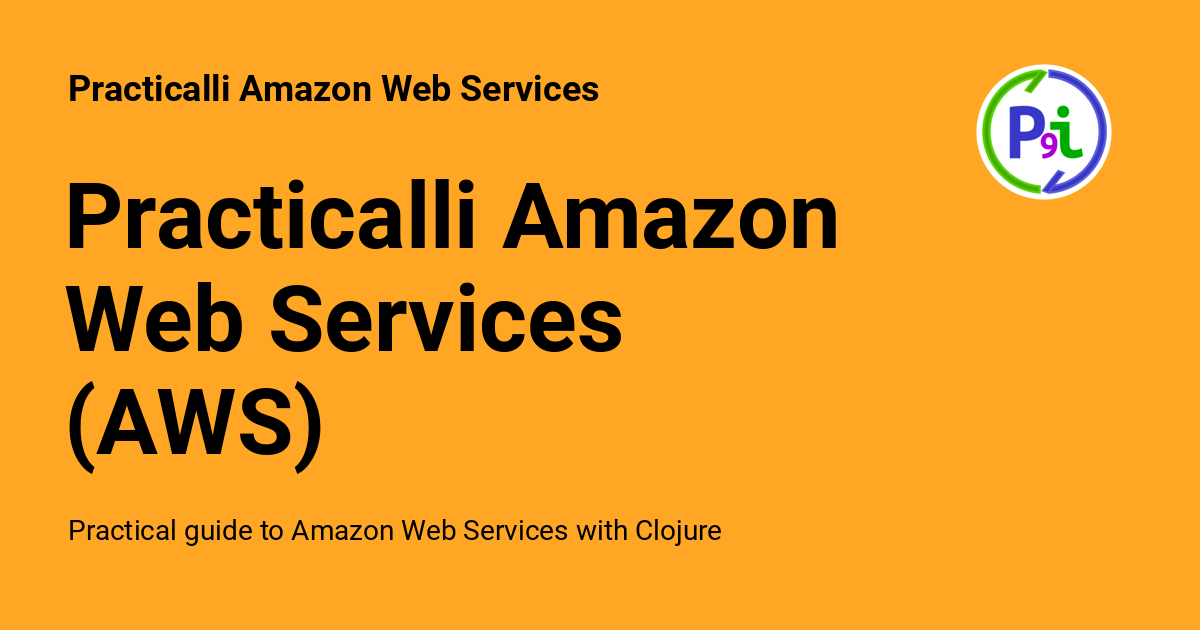 Practicalli Amazon Web Services
P9i
Practicalli Amazon
Web Services
(AWS)
Practical guide to Amazon Web Services with Clojure